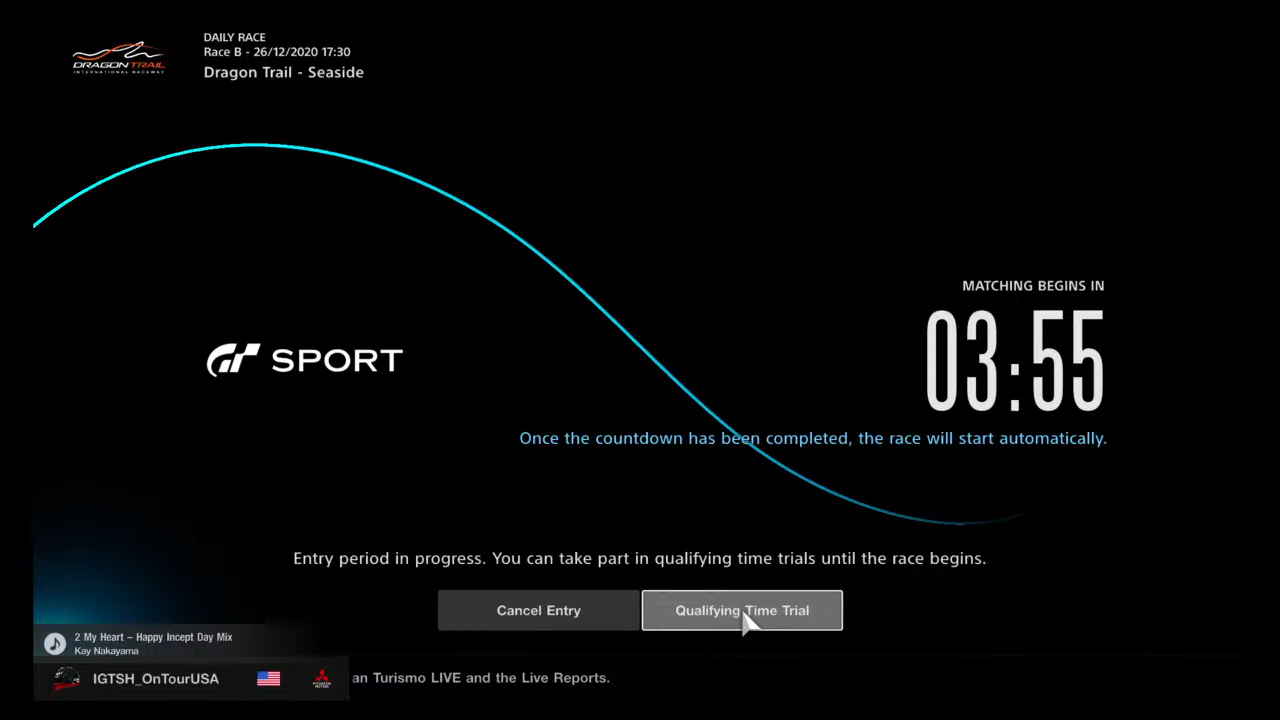 DRAGON TRAIL
INTERNATIONAL RACEWAY
DAILY RACE
Race B - 26/12/2020 17:30
Dragon Trail - Seaside
MATCHING BEGINS IN
03:55
GT SPORT
Once the countdown has been completed, the race will start automatically.
Entry period in progress. You can take part in qualifying time trials until the race begins.
Cancel Entry
Qualifying Time Trial
2 My Heart – Happy Incept Day Mix
Kay Nakayama
IGTSH_OnTourUSA
an Turismo LIVE and the Live Reports.